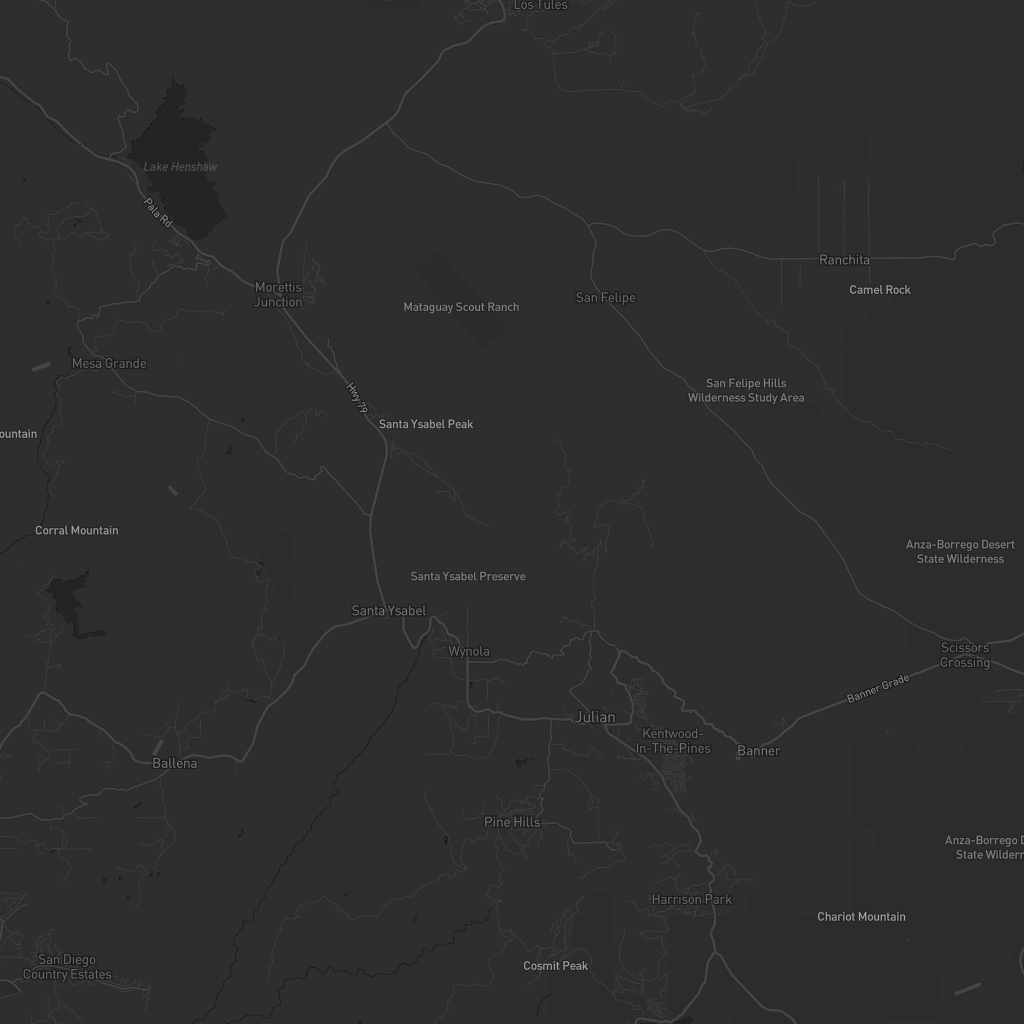 Los Tules
Lake Henshaw
Pala Rd
Ranchita
Morettis
Junction
Camel Rock
San Felipe
Mataguay Scout Ranch
Mesa Grande
San Felipe Hills
Wilderness Study Area
Hwy 79
Santa Ysabel Peak
ountain
Corral Mountain
Anza-Borrego Desert
State Wilderness
Santa Ysabel Preserve
Santa Ysabel
Wynola
Scissors
Crossing
Banner Grade
Julian
Kentwood-
In-The-Pines
Banner
Ballena
Pine Hills
Anza-Borrego D
State Wildern
Harrison Park
Chariot Mountain
San Diego
Country Estates
Cosmit Peak